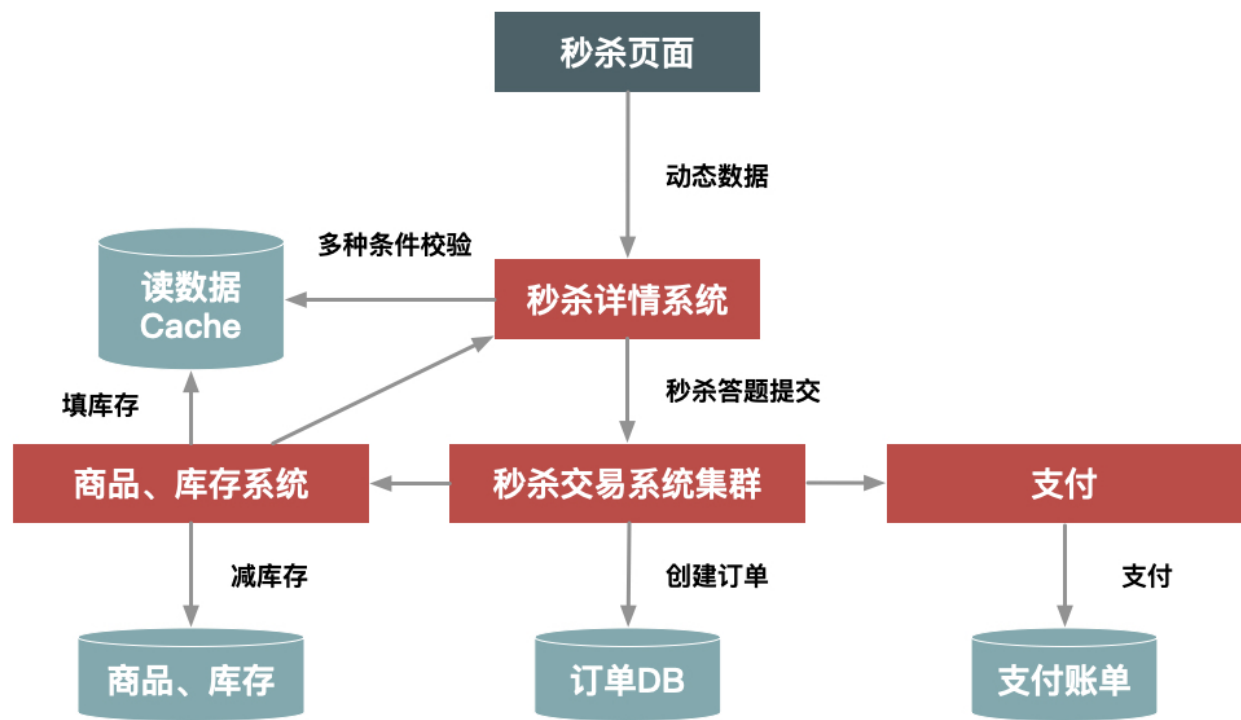 秒杀页面
动态数据
多种条件校验
读数据
Cache
秒杀详情系统
填库存
秒杀答题提交
商品、库存系统
秒杀交易系统集群
支付
减库存
创建订单
支付
商品、库存
订单DB
支付账单